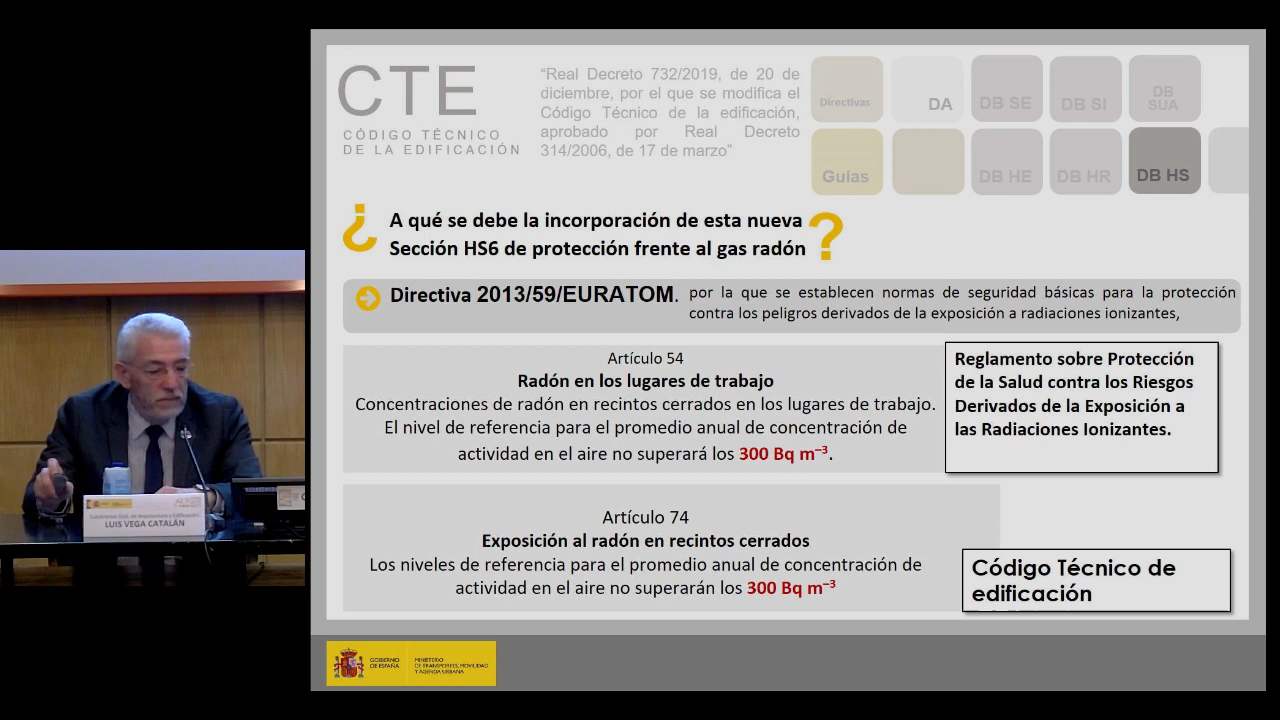 CTE
CÓDIGO TÉCNICO
DE LA EDIFICACIÓN
“Real Decreto 732/2019, de 20 de
diciembre, por el que se modifica el
Código Técnico de la edificación,
aprobado por Real Decreto
314/2006, de 17 de marzo”
Directivas
DA
DB SE
DB SI
DB
SUA
Guías
DB HE
DB HR
DB HS
¿ A qué se debe la incorporación de esta nueva
Sección HS6 de protección frente al gas radón ?
Directiva 2013/59/EURATOM. por la que se establecen normas de seguridad básicas para la protección
contra los peligros derivados de la exposición a radiaciones ionizantes,
Artículo 54
Radón en los lugares de trabajo
Concentraciones de radón en recintos cerrados en los lugares de trabajo.
El nivel de referencia para el promedio anual de concentración de
actividad en el aire no superará los 300 Bq m⁻³.
Reglamento sobre Protección
de la Salud contra los Riesgos
Derivados de la Exposición a
las Radiaciones Ionizantes.
Artículo 74
Exposición al radón en recintos cerrados
Los niveles de referencia para el promedio anual de concentración de
actividad en el aire no superarán los 300 Bq m⁻³
Código Técnico de
edificación
GOBIERNO
DE ESPAÑA
MINISTERIO
DE TRANSPORTES, MOVILIDAD
Y AGENDA URBANA
LUIS VEGA CATALÁN